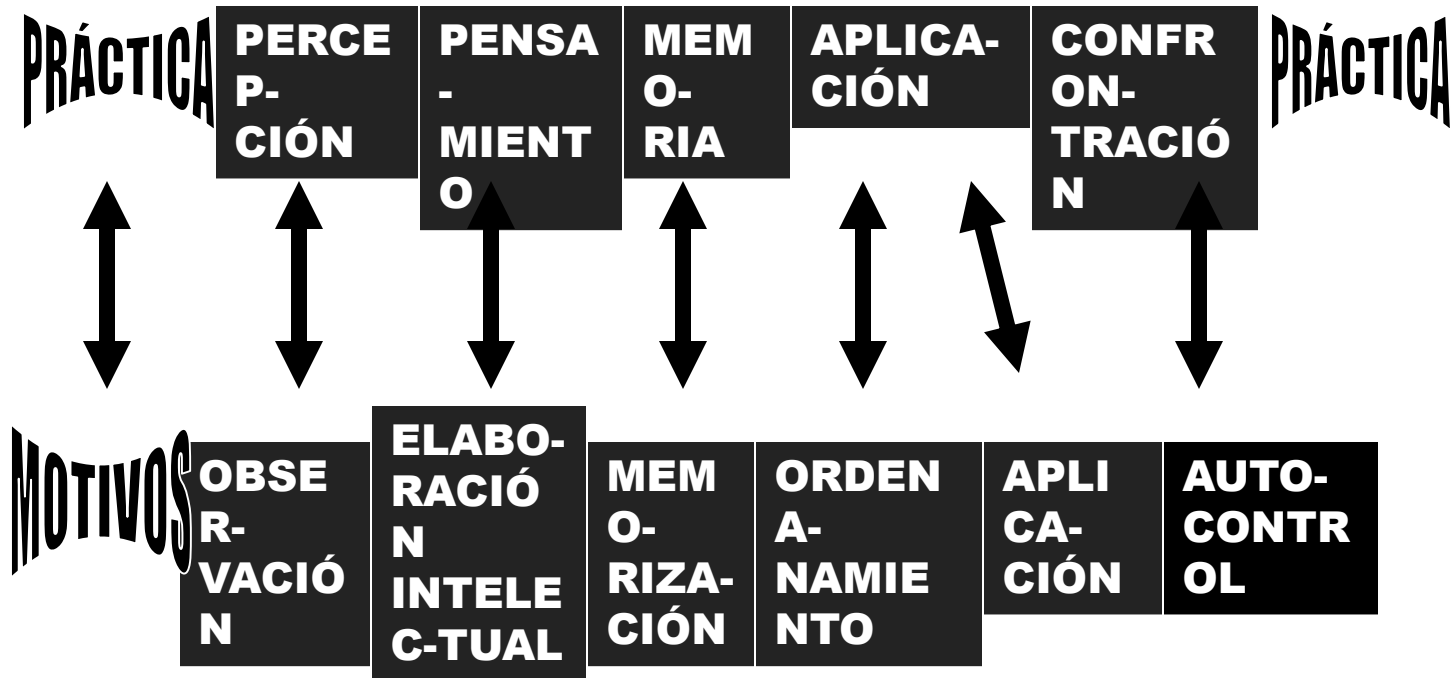 PRÁCTICA
PERCE
P-
CIÓN
PENSA
-
MIENT
O
MEM
O-
RIA
APLICA-
CIÓN
CONFR
ON-
TRACIÓ
N
PRÁCTICA
MOTIVOS
OBSE
R-
VACIÓ
N
ELABO-
RACIÓ
N
INTELE
C-TUAL
MEM
O-
RIZA-
CIÓN
ORDEN
A-
NAMIE
NTO
APLI
CA-
CIÓN
AUTO-
CONTR
OL